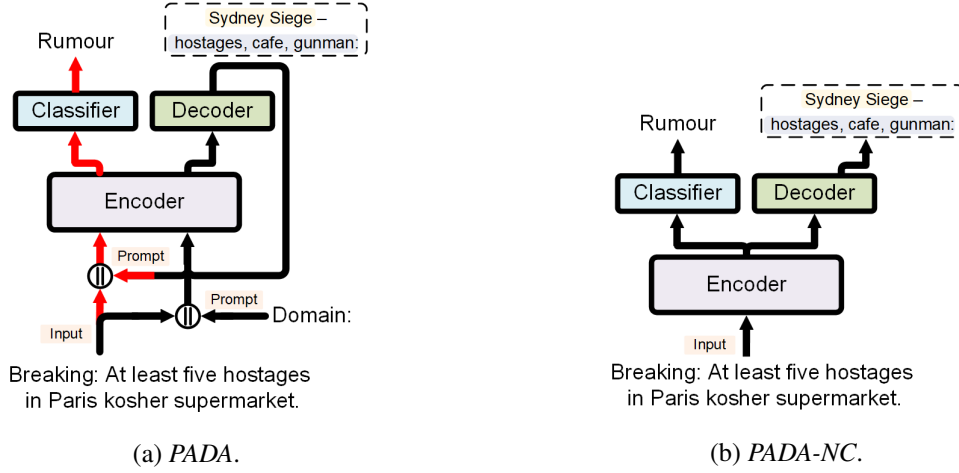 Sydney Siege –
hostages, cafe, gunman:
Rumour
Classifier
Decoder
Encoder
Prompt
||
Prompt
||
Domain:
Input
Breaking: At least five hostages
in Paris kosher supermarket.
(a) PADA.
Sydney Siege –
hostages, cafe, gunman:
Rumour
Classifier
Decoder
Encoder
Input
Breaking: At least five hostages
in Paris kosher supermarket.
(b) PADA-NC.